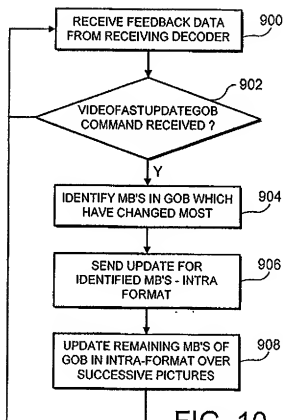 RECEIVE FEEDBACK DATA
FROM RECEIVING DECODER
900
902
VIDEOFASTUPDATEGOB
COMMAND RECEIVED ?
Y
IDENTIFY MB'S IN GOB WHICH
HAVE CHANGED MOST
904
SEND UPDATE FOR
IDENTIFIED MB'S - INTRA
FORMAT
906
UPDATE REMAINING MB'S OF
GOB IN INTRA-FORMAT OVER
SUCCESSIVE PICTURES
908
FIG. 10